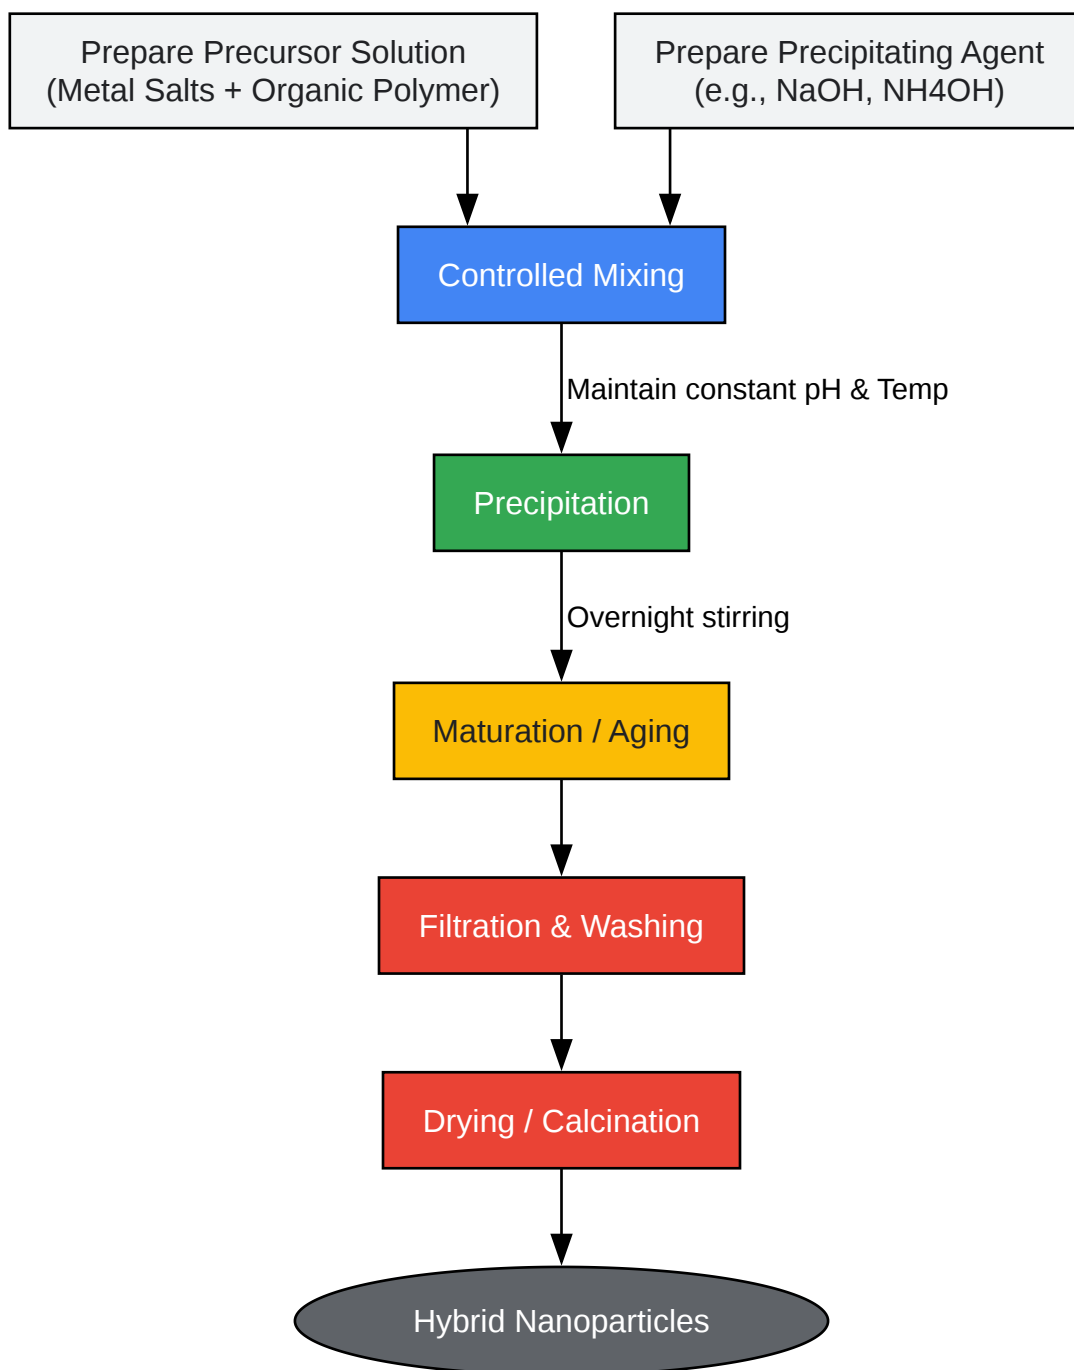 Prepare Precursor Solution
(Metal Salts + Organic Polymer)
Prepare Precipitating Agent
(e.g., NaOH, NH4OH)
Controlled Mixing
Maintain constant pH & Temp
Precipitation
Overnight stirring
Maturation / Aging
Filtration & Washing
Drying / Calcination
Hybrid Nanoparticles